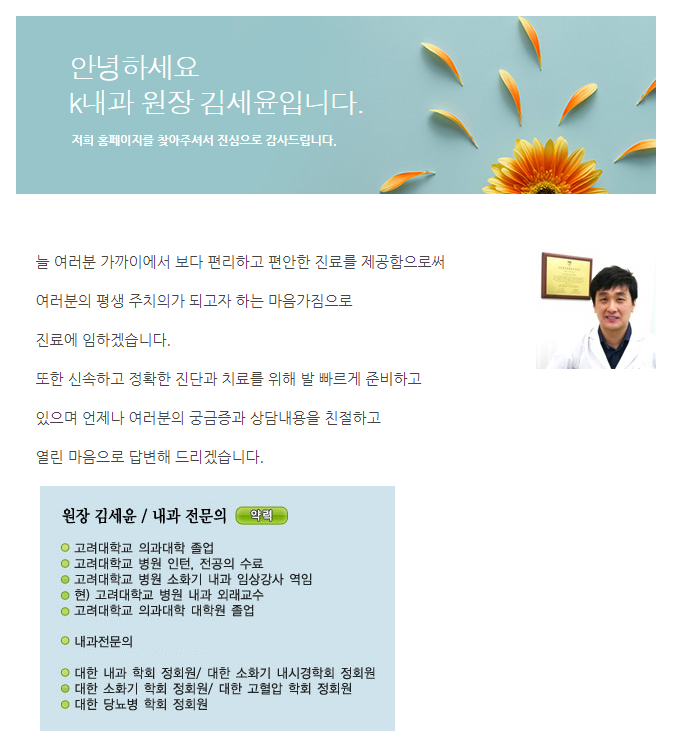 안녕하세요
k내과 원장 김세윤입니다.
저희 홈페이지를 찾아주셔서 진심으로 감사드립니다.
늘 여러분 가까이에서 보다 편리하고 편안한 진료를 제공함으로써
여러분의 평생 주치의가 되고자 하는 마음가짐으로
진료에 임하겠습니다.
또한 신속하고 정확한 진단과 치료를 위해 발 빠르게 준비하고
있으며 언제나 여러분의 궁금증과 상담내용을 친절하고
열린 마음으로 답변해 드리겠습니다.
원장 김세윤 / 내과 전문의 약력
고려대학교 의과대학 졸업
고려대학교 병원 인턴, 전공의 수료
고려대학교 병원 소화기 내과 임상강사 역임
현) 고려대학교 병원 내과 외래교수
고려대학교 의과대학 대학원 졸업
내과전문의
대한 내과 학회 정회원/ 대한 소화기 내시경학회 정회원
대한 소화기 학회 정회원/ 대한 고혈압 학회 정회원
대한 당뇨병 학회 정회원